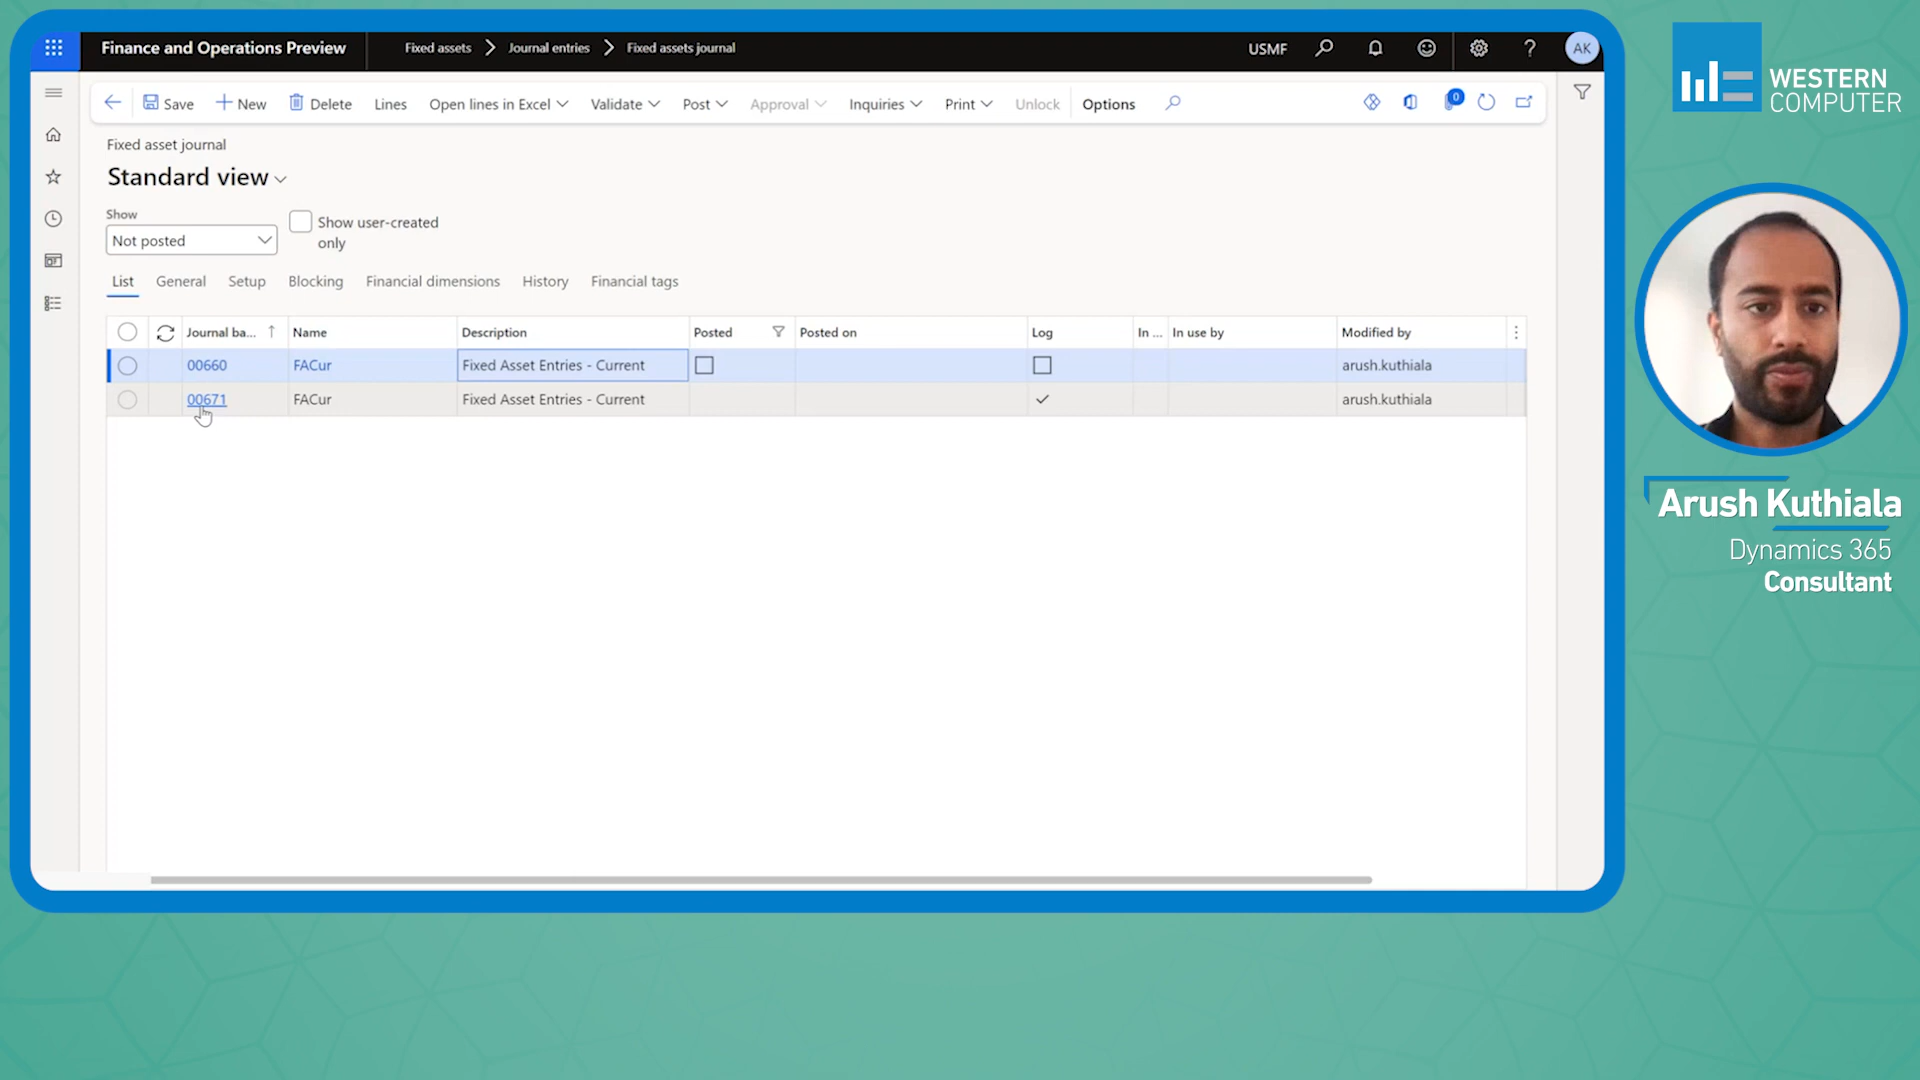 Finance and Operations Preview
Fixed assets
Journal entries
Fixed assets journal
USMF
?
AK
WESTERN
COMPUTER
Save
New
Delete
Lines
Open lines in Excel
Validate
Post
Approval
Inquiries
Print
Unlock
Options
0
Fixed asset journal
Standard view
Show
Not posted
Show user-created
only
List
General
Setup
Blocking
Financial dimensions
History
Financial tags
Journal ba... Name Description Posted Posted on Log In ... In use by Modified by
00660 FACur Fixed Asset Entries - Current arush.kuthiala
00671 FACur Fixed Asset Entries - Current arush.kuthiala
Arush Kuthiala
Dynamics 365
Consultant